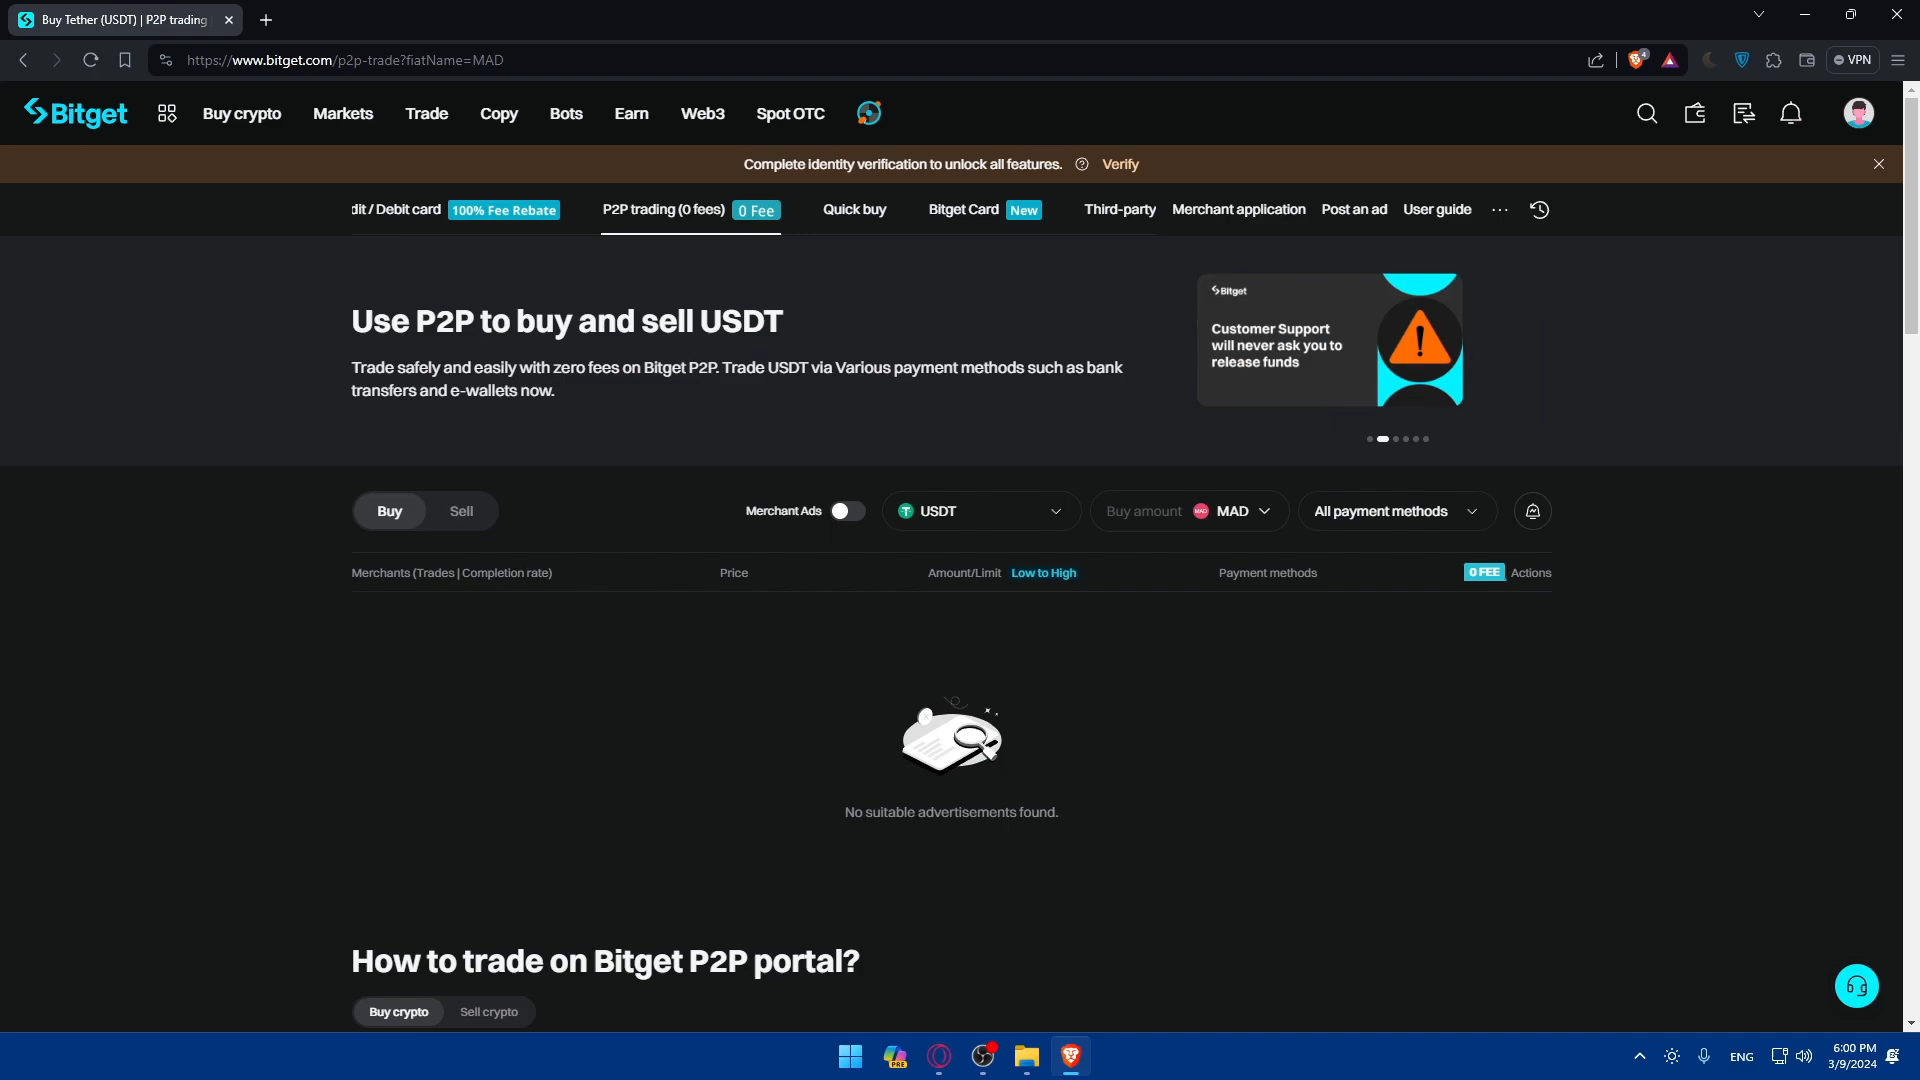 Buy Tether (USDT) | P2P trading
https://www.bitget.com/p2p-trade?fiatName=MAD
4
VPN
Bitget
Buy crypto
Markets
Trade
Copy
Bots
Earn
Web3
Spot OTC
Complete identity verification to unlock all features. Verify
dit / Debit card 100% Fee Rebate
P2P trading (0 fees) 0 Fee
Quick buy
Bitget Card New
Third-party
Merchant application
Post an ad
User guide
Use P2P to buy and sell USDT
Trade safely and easily with zero fees on Bitget P2P. Trade USDT via Various payment methods such as bank
transfers and e-wallets now.
Bitget
Customer Support
will never ask you to
release funds
Buy
Sell
Merchant Ads
USDT
Buy amount MAD MAD
All payment methods
Merchants (Trades | Completion rate)
Price
Amount/Limit Low to High
Payment methods
0 FEE Actions
No suitable advertisements found.
How to trade on Bitget P2P portal?
Buy crypto
Sell crypto
PRE
ENG
6:00 PM
3/9/2024